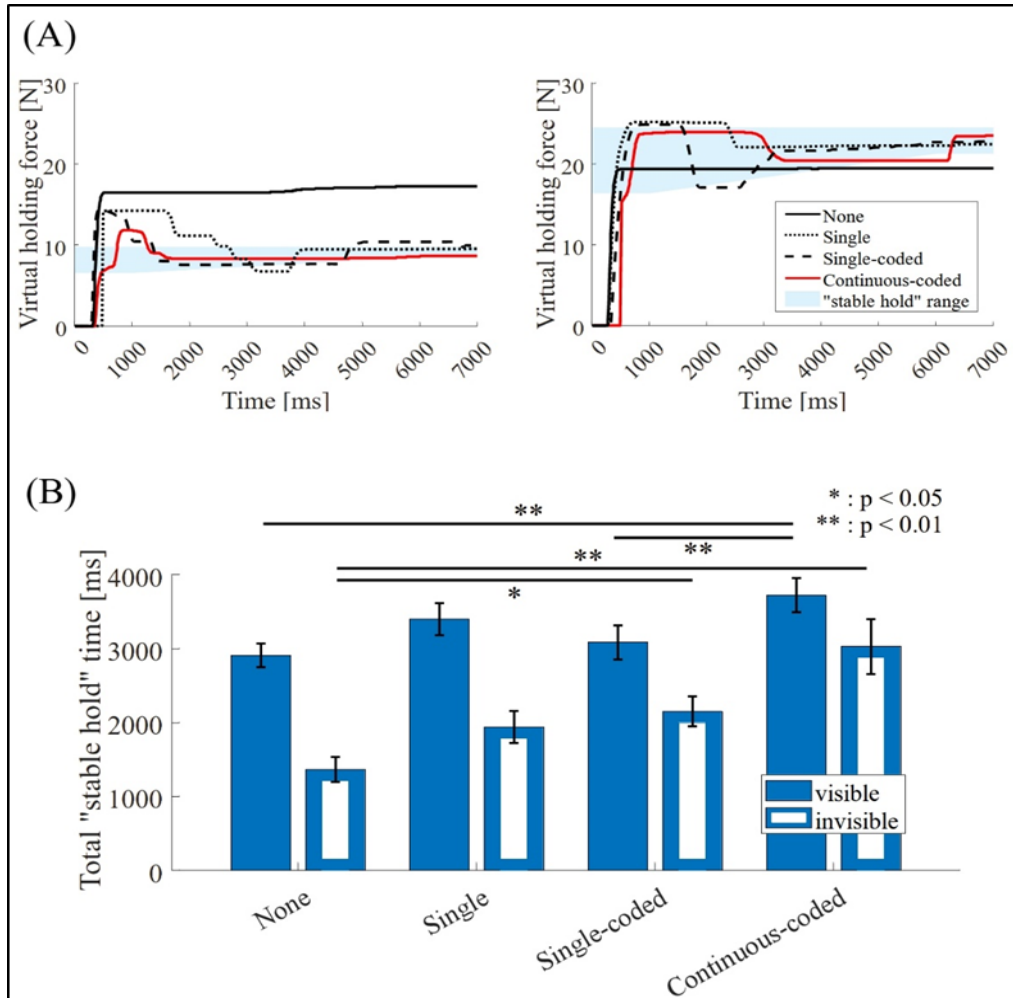 (A)
Virtual holding force [N]
30
20
10
0
0
1000
2000
3000
4000
5000
6000
7000
Time [ms]
Virtual holding force [N]
30
20
10
0
0
1000
2000
3000
4000
5000
6000
7000
Time [ms]
None
Single
Single-coded
Continuous-coded
"stable hold" range
(B)
* : p < 0.05
** : p < 0.01
**
**
**
*
Total "stable hold" time [ms]
4000
3000
2000
1000
0
visible
invisible
None
Single
Single-coded
Continuous-coded